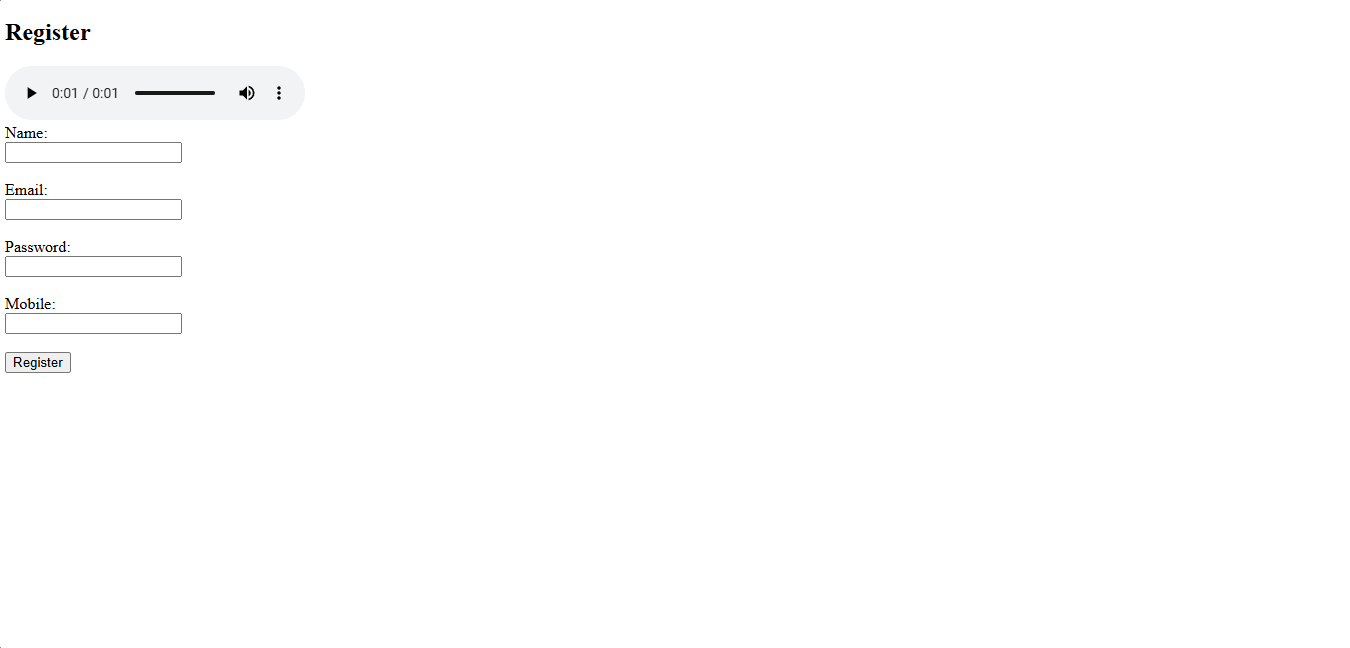 Register
0:01 / 0:01
Name:
Email:
Password:
Mobile:
Register